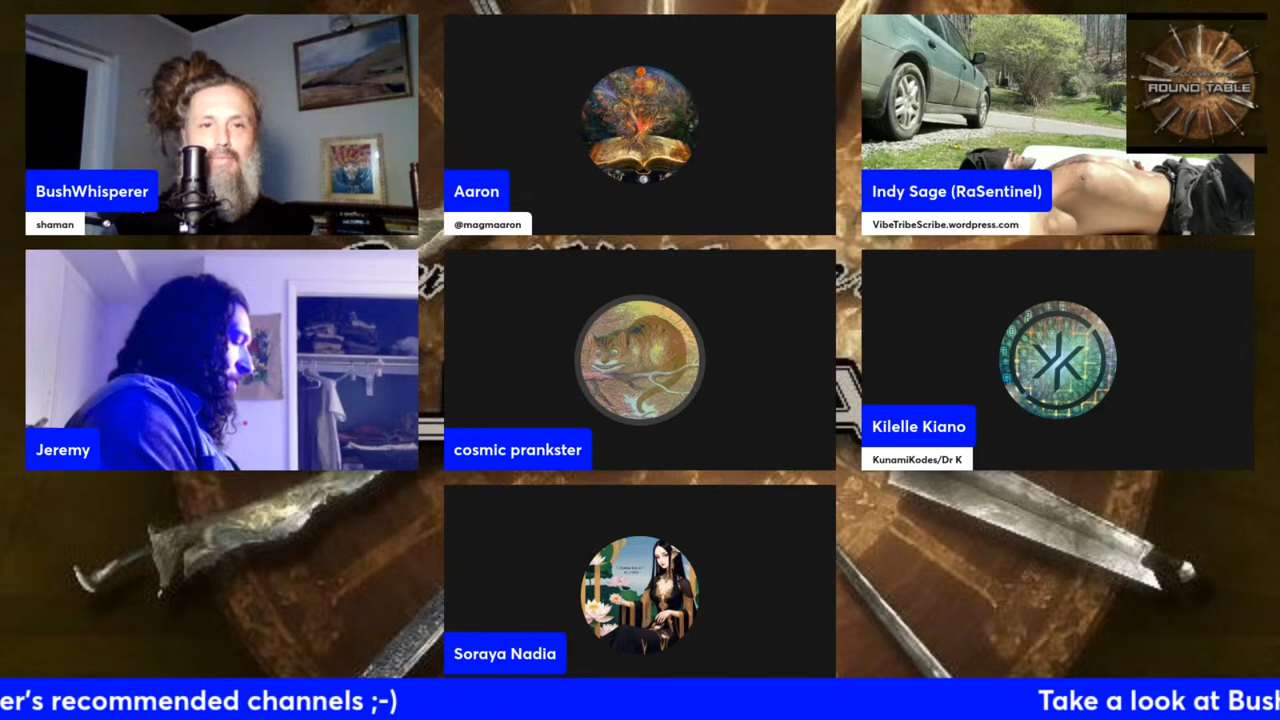 ROUND TABLE
BushWhisperer
shaman
Aaron
@magmaaron
Indy Sage (RaSentinel)
VibeTribeScribe.wordpress.com
Jeremy
cosmic prankster
Kilelle Kiano
KunamiKodes/Dr K
Soraya Nadia
er's recommended channels ;-)
Take a look at Bush